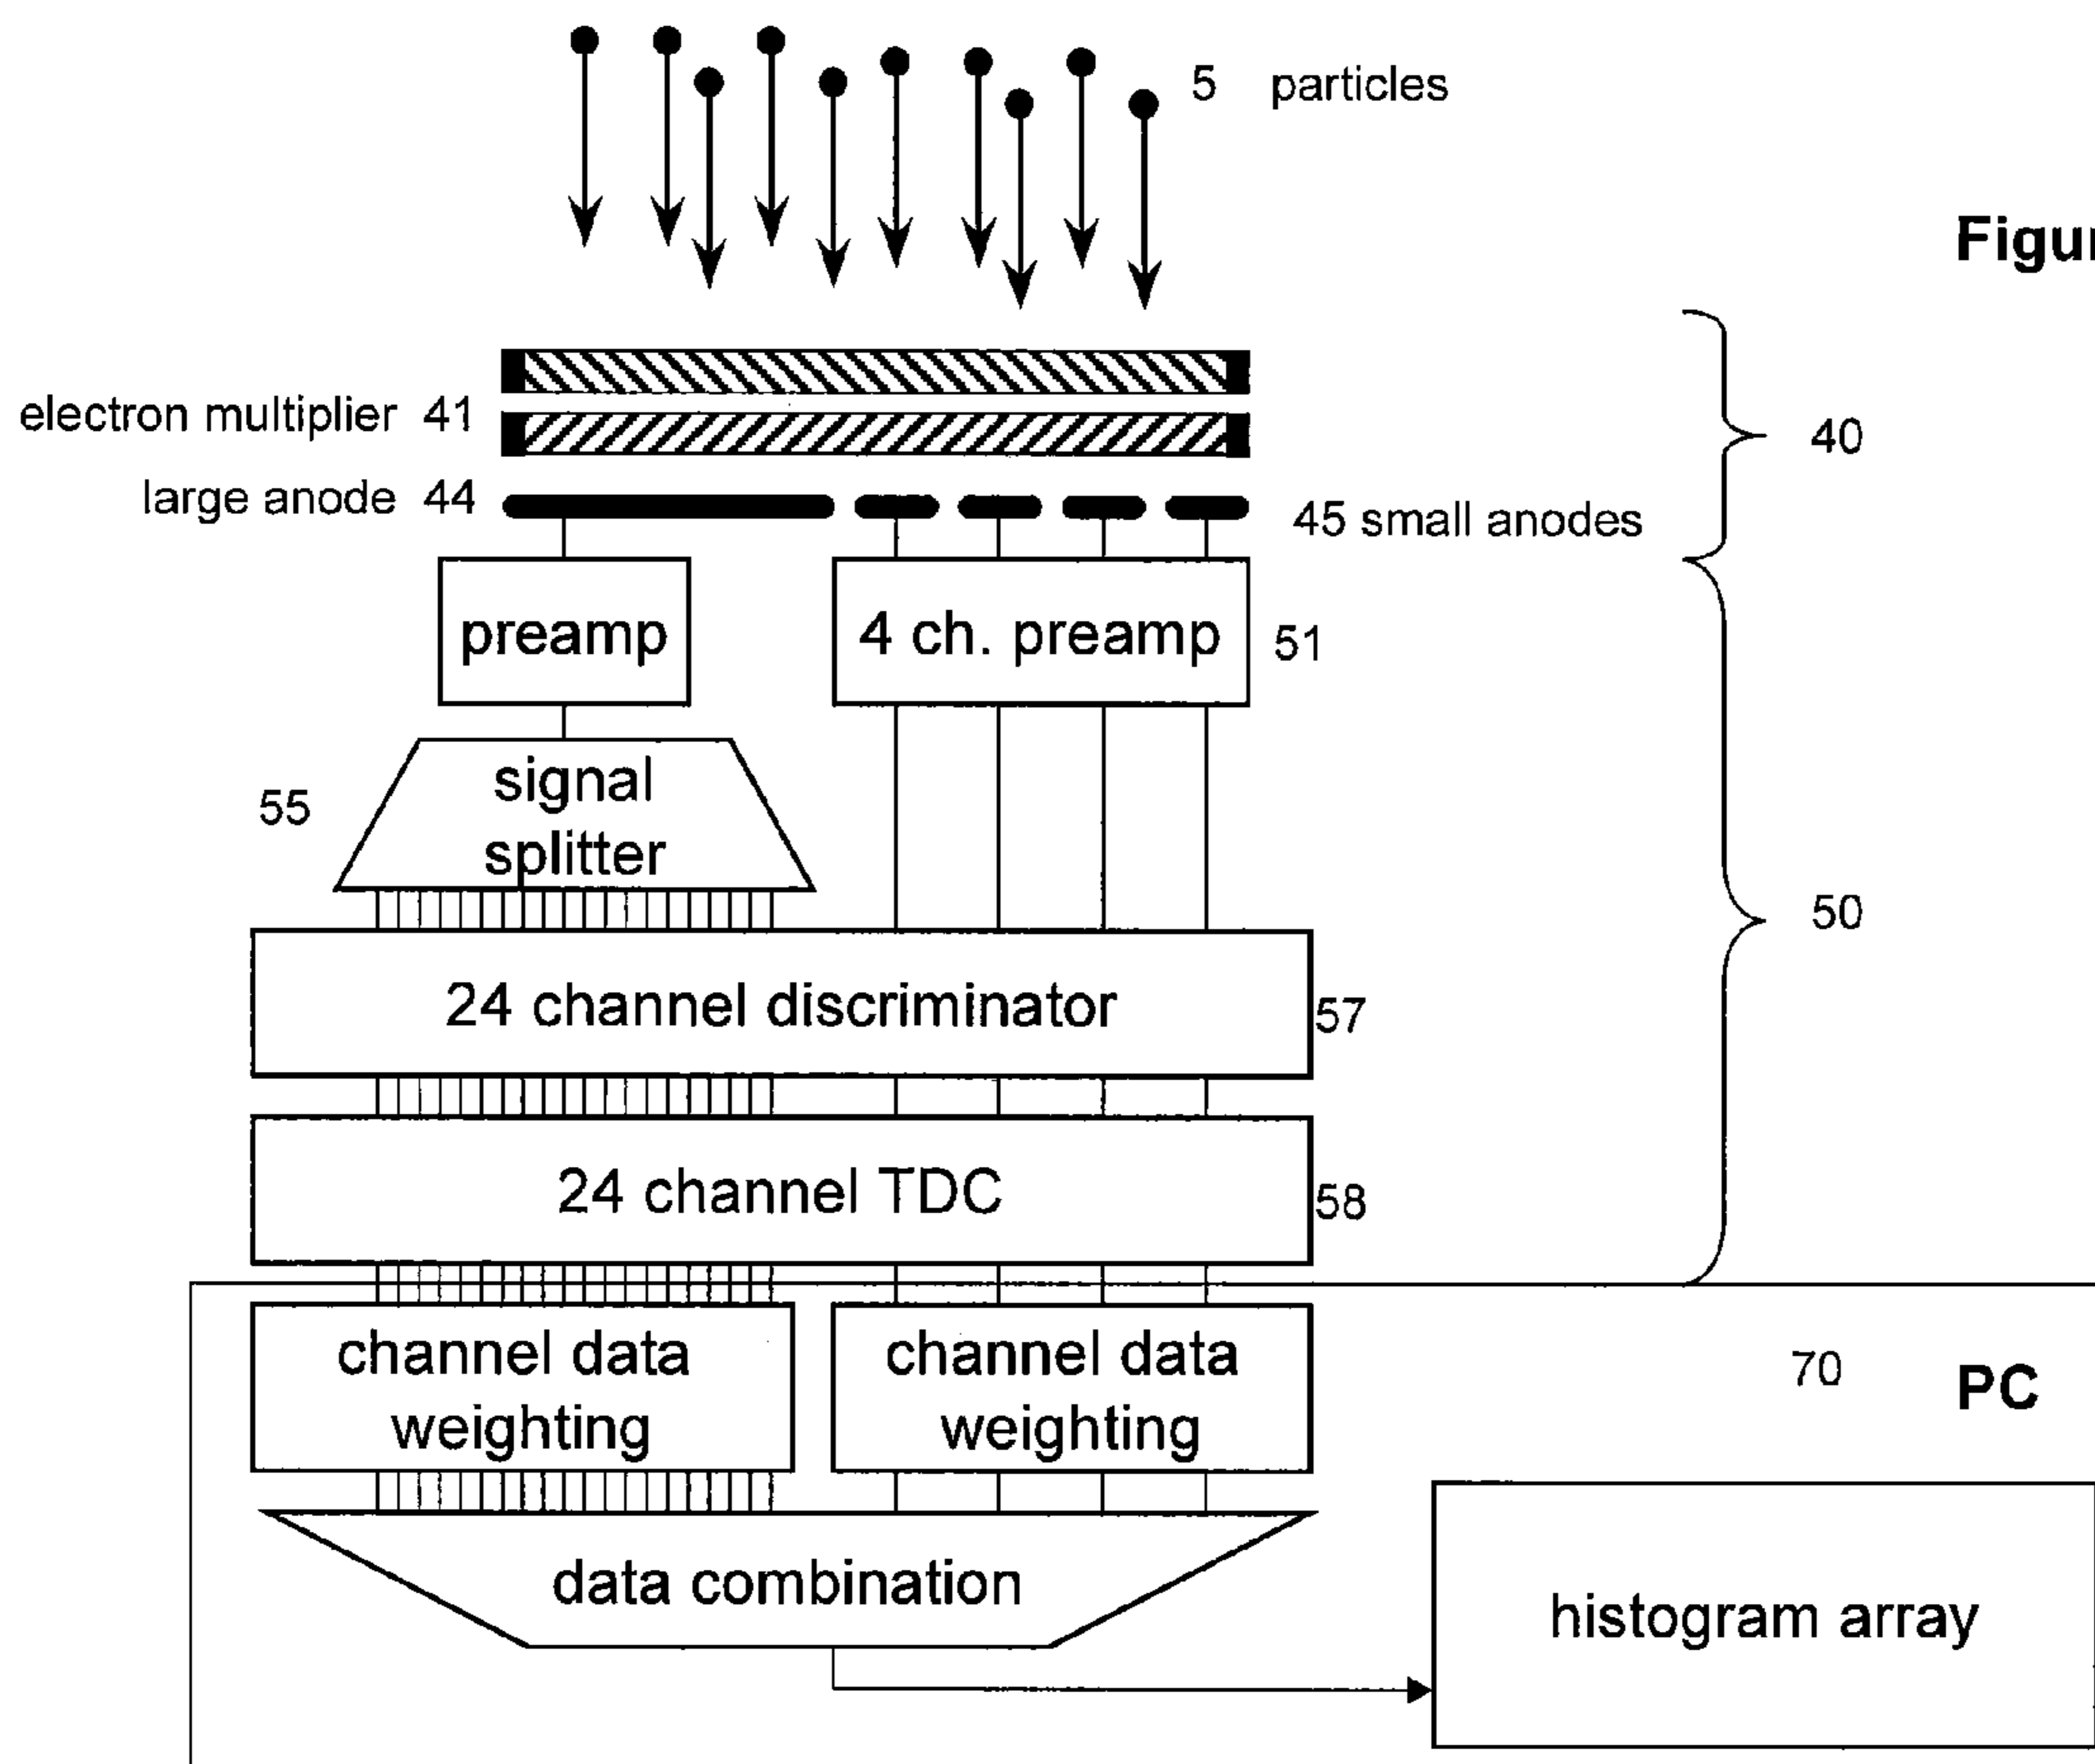 5 particles
Figur
electron multiplier 41
40
large anode 44
45 small anodes
preamp
4 ch. preamp
51
signal
splitter
55
50
24 channel discriminator
57
24 channel TDC
58
channel data
weighting
channel data
weighting
70 PC
data combination
histogram array